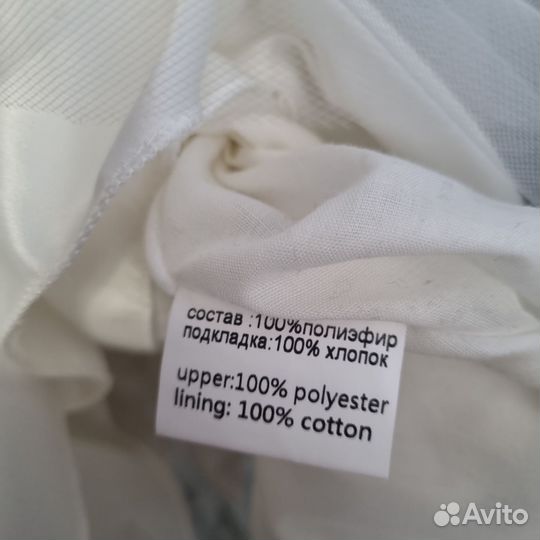 состав :100%полиэфир
подкладка:100% хлопок
upper:100% polyester
lining: 100% cotton
Avito